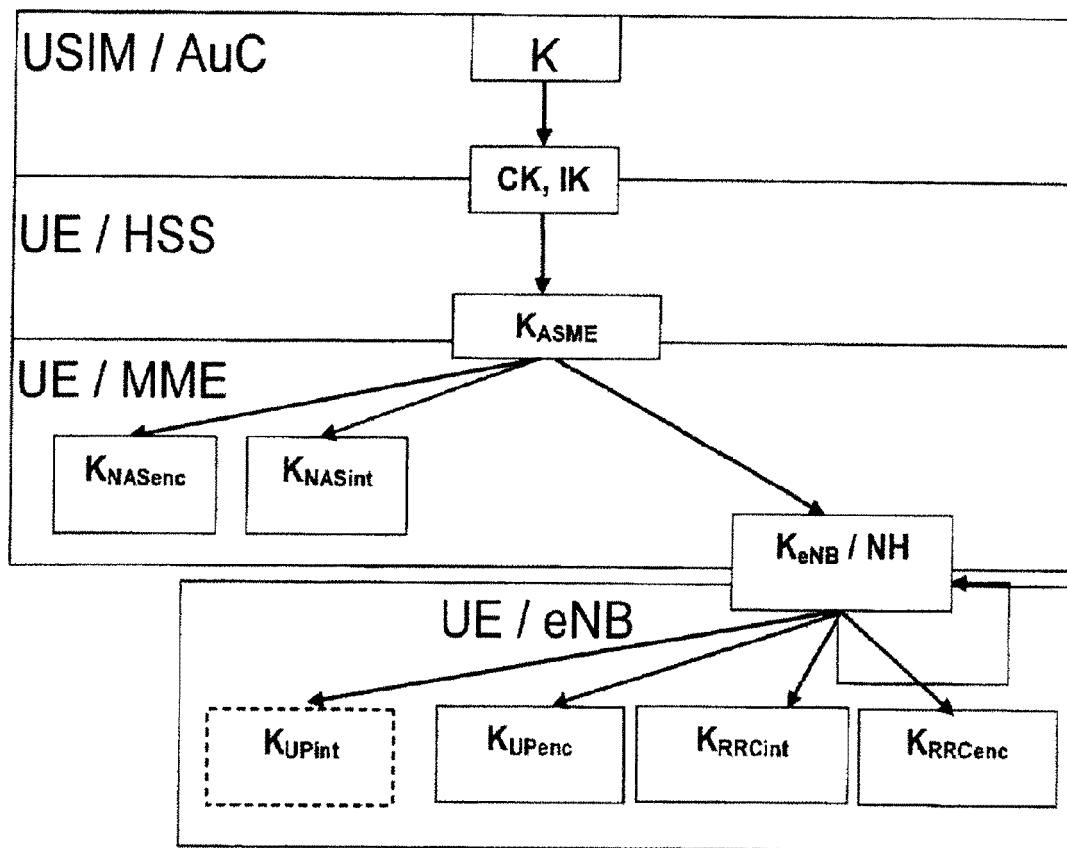 USIM / AuC
K
CK, IK
UE / HSS
KASME
UE / MME
KNASenc
KNASint
KeNB / NH
UE / eNB
KUPint
KUPenc
KRRCint
KRRCenc